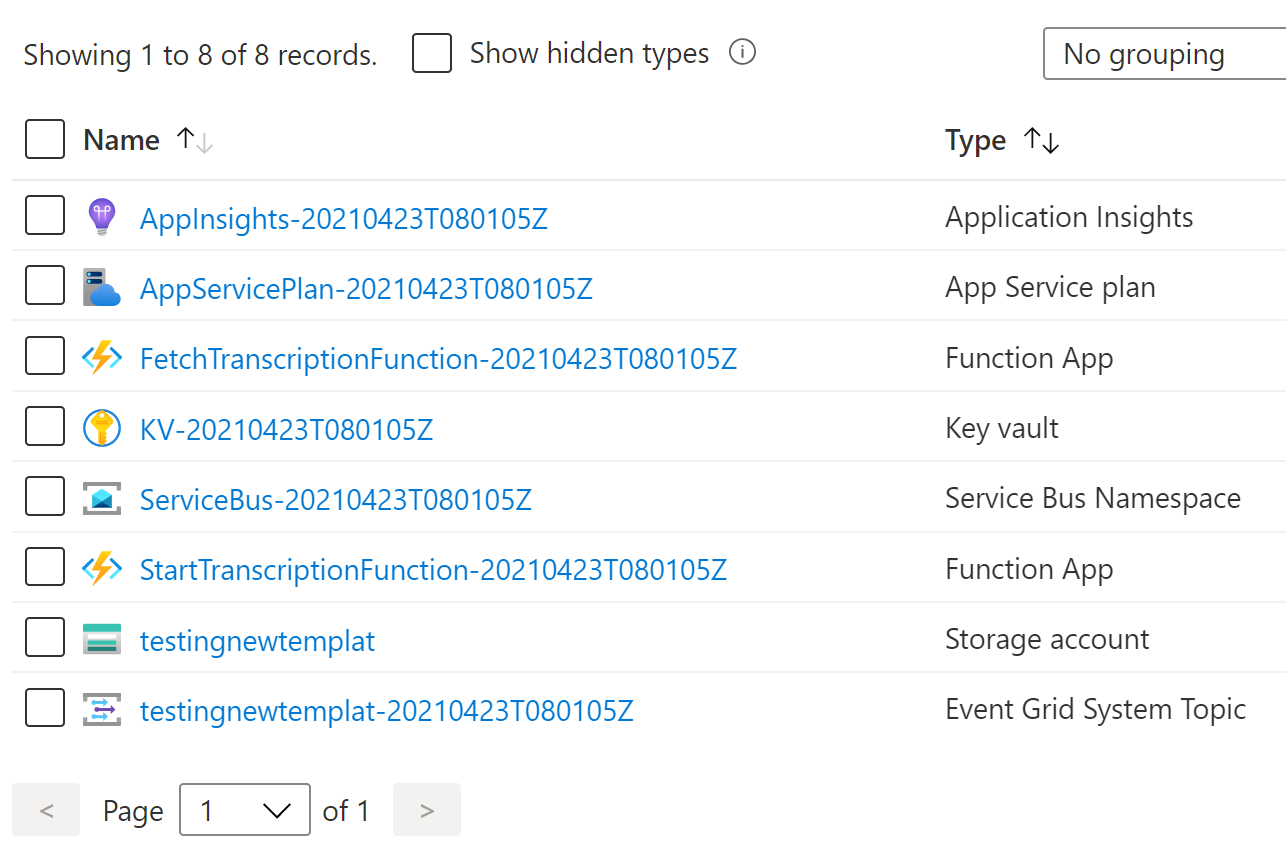 Showing 1 to 8 of 8 records. Show hidden types No grouping
Name Type
AppInsights-20210423T080105Z Application Insights
AppServicePlan-20210423T080105Z App Service plan
FetchTranscriptionFunction-20210423T080105Z Function App
KV-20210423T080105Z Key vault
ServiceBus-20210423T080105Z Service Bus Namespace
StartTranscriptionFunction-20210423T080105Z Function App
testingnewtemplat Storage account
testingnewtemplat-20210423T080105Z Event Grid System Topic
< Page 1 of 1 >